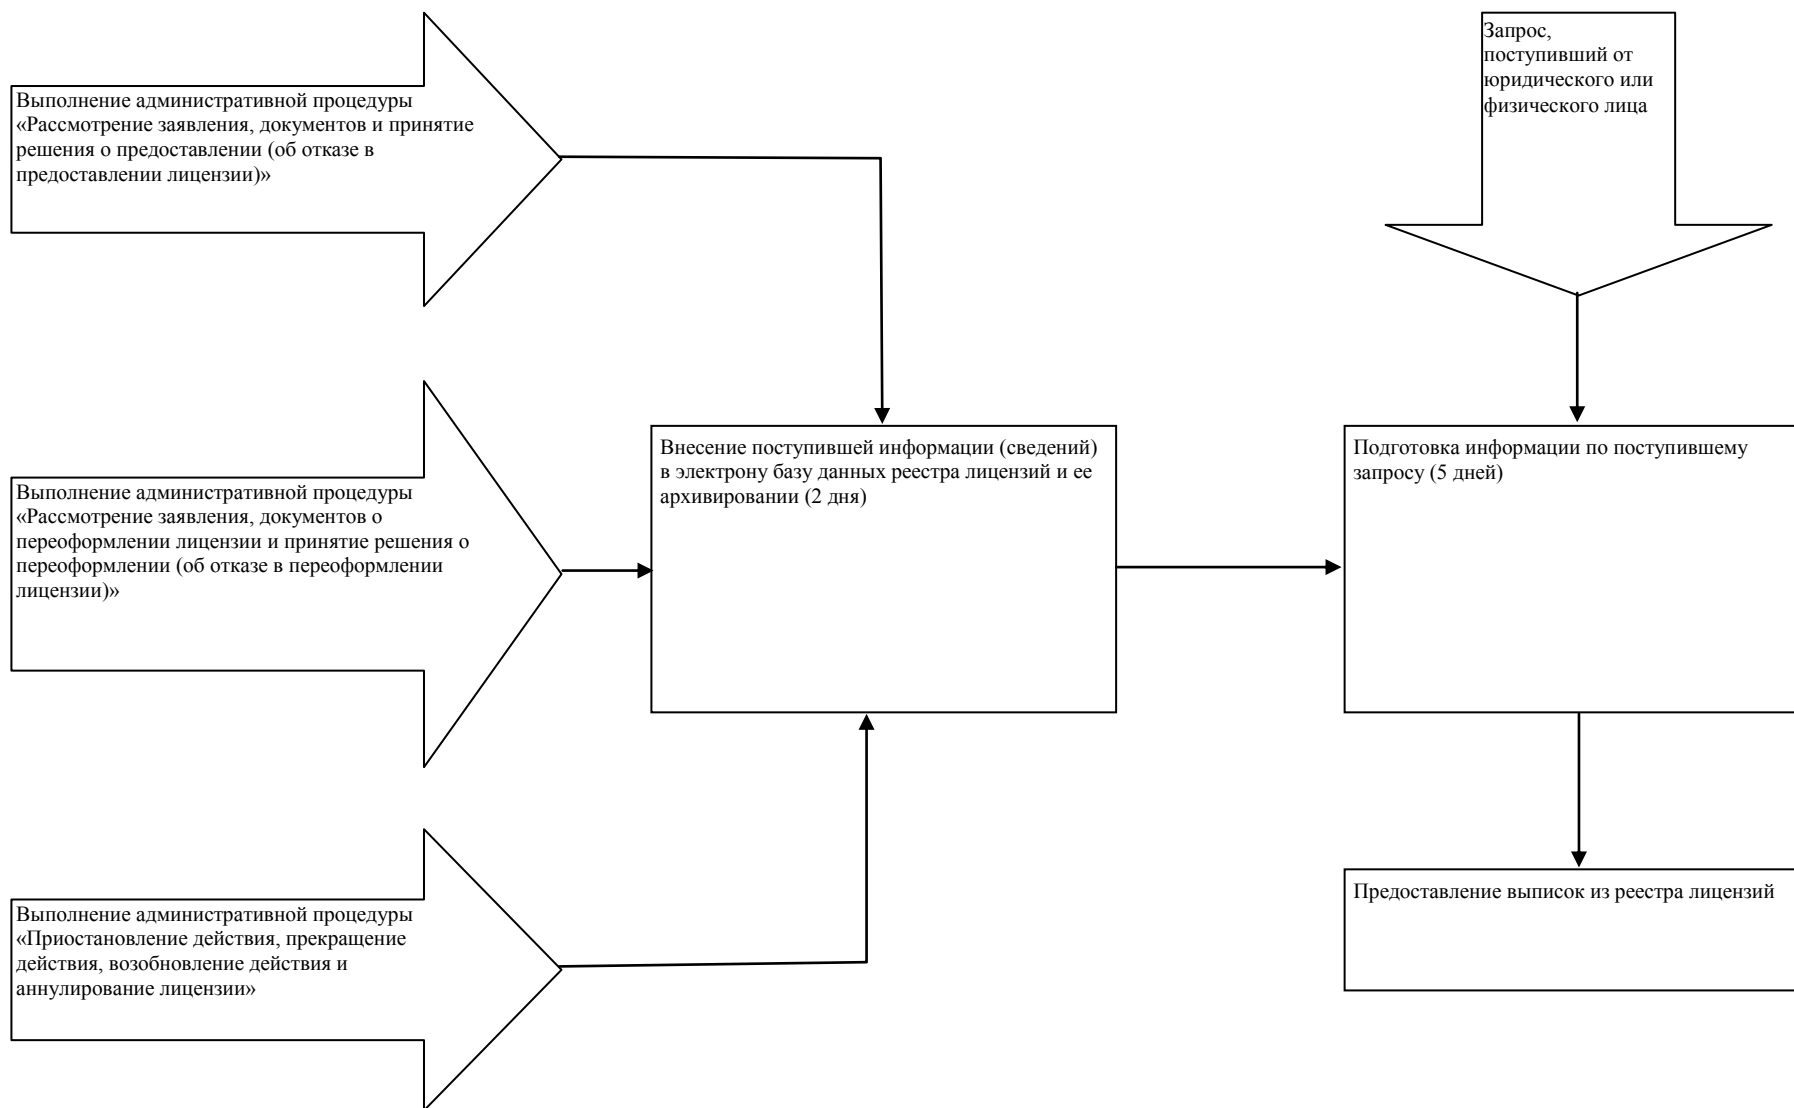 Выполнение административной процедуры
«Рассмотрение заявления, документов и принятие
решения о предоставлении (об отказе в
предоставлении лицензии)»
Запрос,
поступивший от
юридического или
физического лица
Выполнение административной процедуры
«Рассмотрение заявления, документов о
переоформлении лицензии и принятие решения о
переоформлении (об отказе в переоформлении
лицензии)»
Внесение поступившей информации (сведений)
в электрону базу данных реестра лицензий и ее
архивировании (2 дня)
Подготовка информации по поступившему
запросу (5 дней)
Выполнение административной процедуры
«Приостановление действия, прекращение
действия, возобновление действия и
аннулирование лицензии»
Предоставление выписок из реестра лицензий